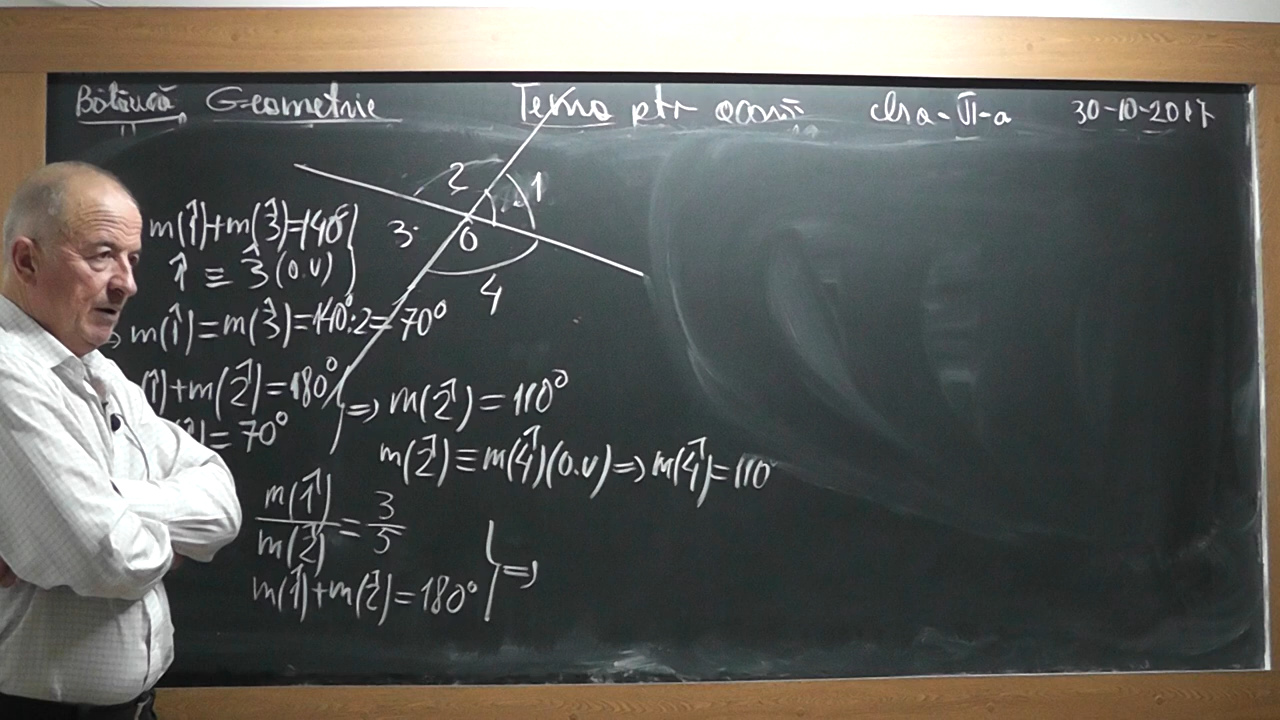 Geometrie Tema ptr acasă clsa-VI-a 30-10-2017
2 1
3 O
4
m(1̂)+m(3̂)=140°
1̂ ≡ 3̂ (o.v)
m(1̂)=m(3̂)=140°:2=70°
1̂)+m(2̂)=180°
=70°
=> m(2̂)=110°
m(2̂)≡m(4̂)(o.v)=>m(4̂)=110°
m(1̂)/m(2̂) = 3/5
m(1̂)+m(2̂)=180° =>